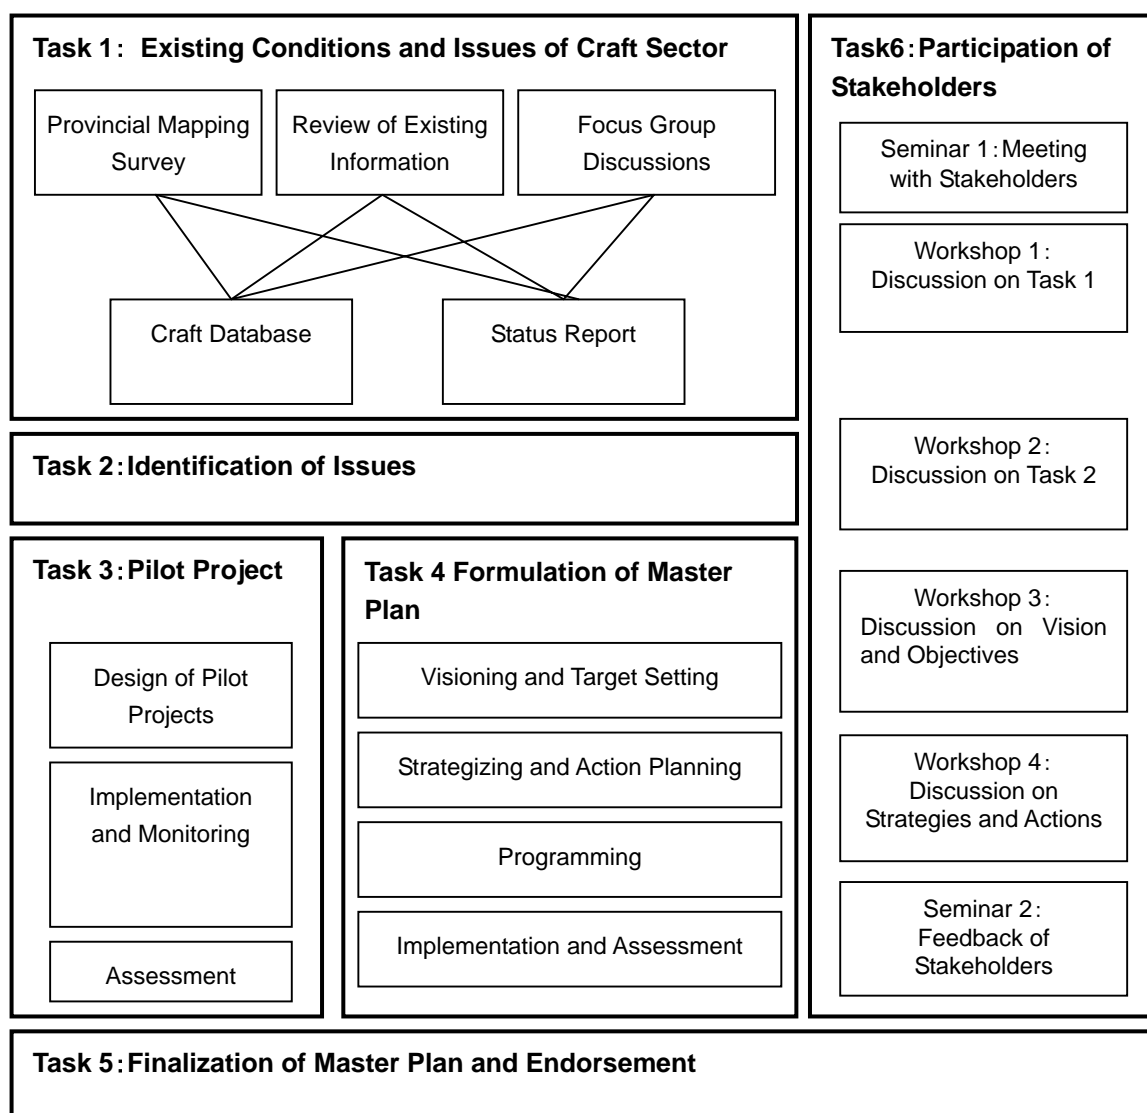 Task 1： Existing Conditions and Issues of Craft Sector
Provincial Mapping
Survey
Review of Existing
Information
Focus Group
Discussions
Craft Database
Status Report
Task 2：Identification of Issues
Task 3：Pilot Project
Design of Pilot
Projects
Implementation
and Monitoring
Assessment
Task 4 Formulation of Master
Plan
Visioning and Target Setting
Strategizing and Action Planning
Programming
Implementation and Assessment
Task6：Participation of
Stakeholders
Seminar 1：Meeting
with Stakeholders
Workshop 1：
Discussion on Task 1
Workshop 2：
Discussion on Task 2
Workshop 3：
Discussion on Vision
and Objectives
Workshop 4：
Discussion on
Strategies and Actions
Seminar 2：
Feedback of
Stakeholders
Task 5：Finalization of Master Plan and Endorsement